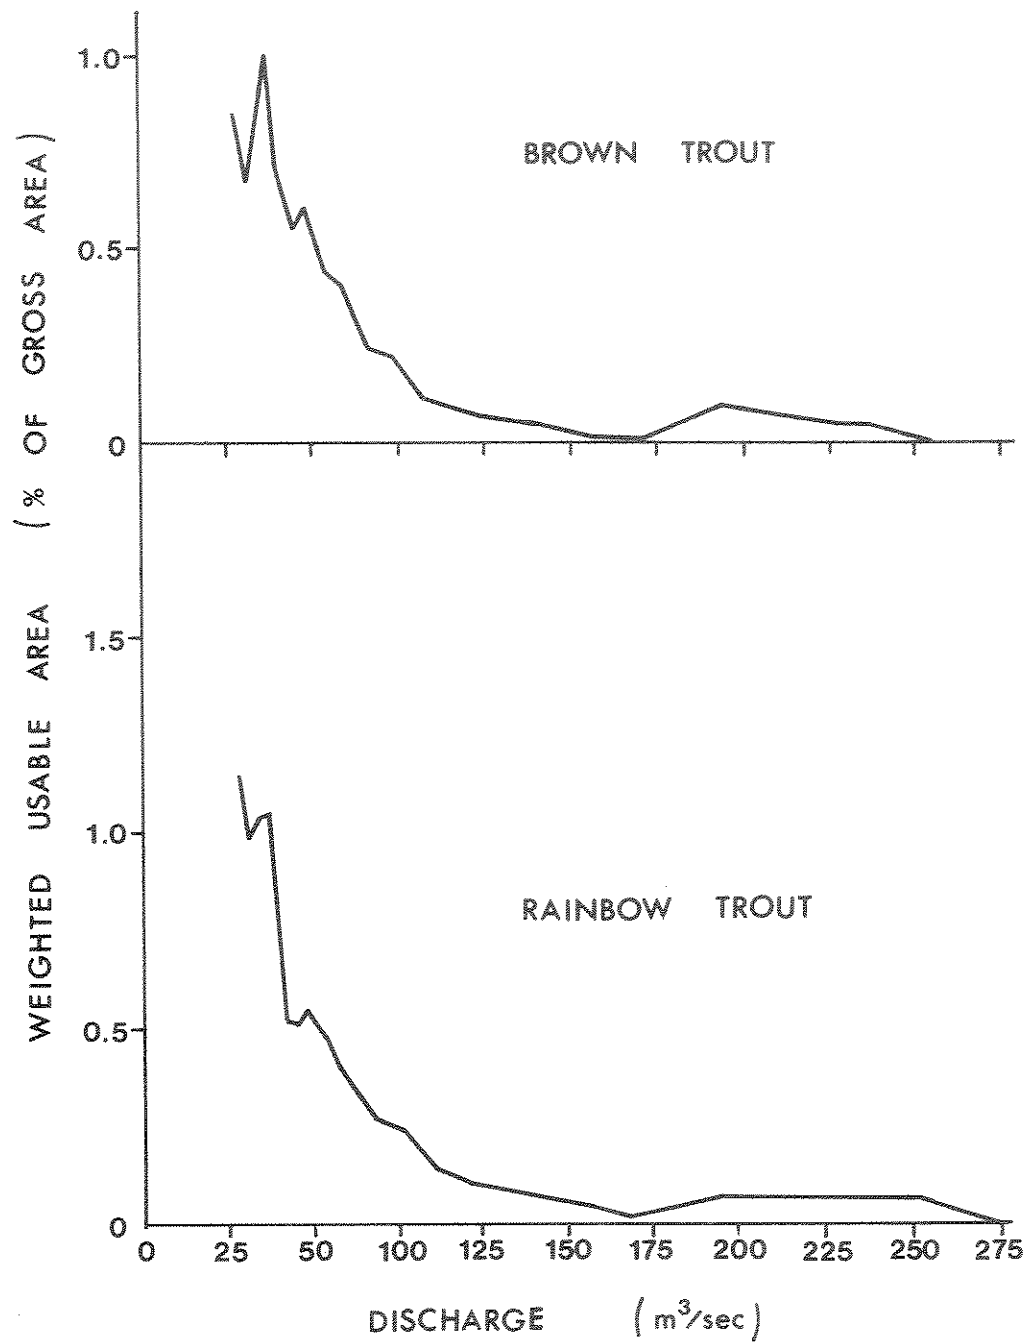 WEIGHTED USABLE AREA (% OF GROSS AREA)
1.0
0.5
0
BROWN TROUT
1.5
1.0
0.5
0
RAINBOW TROUT
0 25 50 100 125 150 175 200 225 250 275
DISCHARGE (m³/sec)